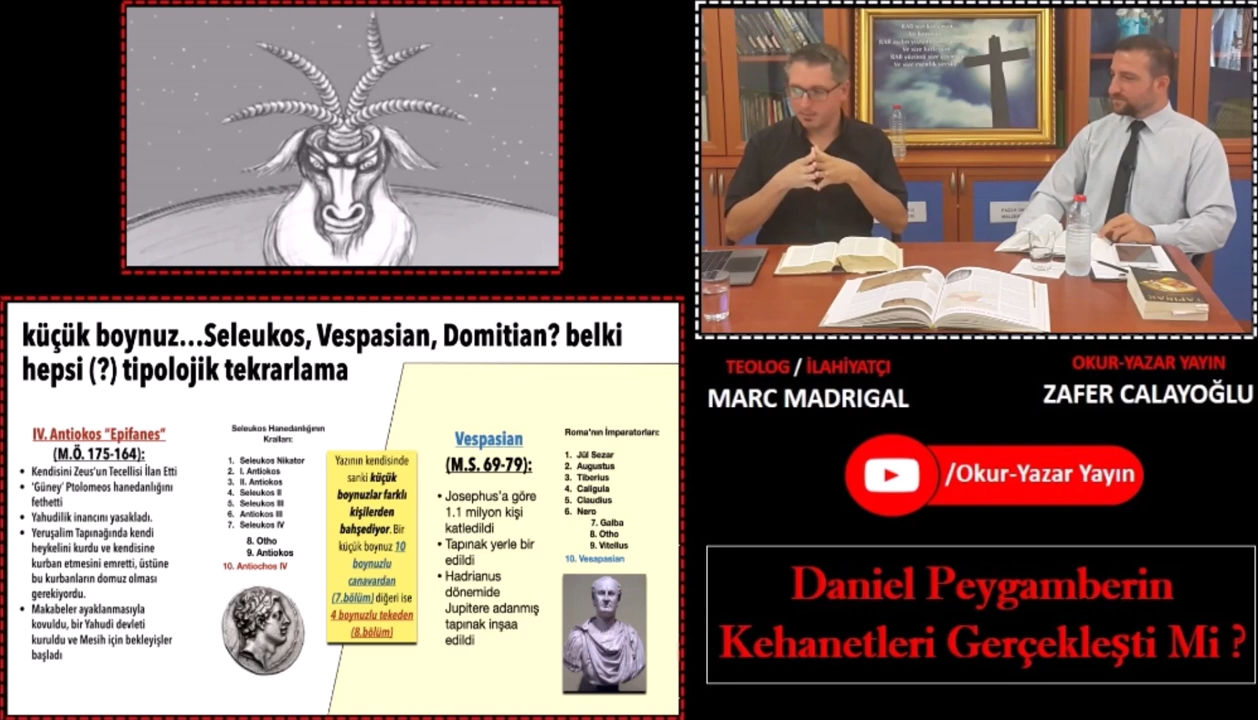 küçük boynuz...Seleukos, Vespasian, Domitian? belki
hepsi (?) tipolojik tekrarlama
IV. Antiokos “Epifanes”
(M.Ö. 175-164):
• Kendisini Zeus'un Tecellisi İlan Etti
• 'Güney' Ptolomeos hanedanlığını
fethetti
• Yahudilik inancını yasakladı.
• Yeruşalim Tapınağında kendi
heykelini kurdu ve kendisine
kurban etmesini emretti, üstüne
bu kurbanların domuz olması
gerekiyordu.
• Makabeler ayaklanmasıyla
kovuldu, bir Yahudi devleti
kuruldu ve Mesih için bekleyişler
başladı
Seleukos Hanedanlığının
Kralları:
1. Seleukos Nikator
2. I. Antiokos
3. II. Antiokos
4. Seleukos II
5. Seleukos III
6. Antiokos III
7. Seleukos IV
8. Otho
9. Antiokos
10. Antiochos IV
Yazının kendisinde
sanki küçük
boynuzlar farklı
kişilerden
bahsediyor. Bir
küçük boynuz 10
boynuzlu
canavardan
(7.bölüm) diğeri ise
4 boynuzlu tekeden
(8.bölüm)
Vespasian
(M.S. 69-79):
• Josephus'a göre
1.1 milyon kişi
katledildi
• Tapınak yerle bir
edildi
• Hadrianus
dönemde
Jupitere adanmış
tapınak inşaa
edildi
Roma'nın İmparatorları:
1. Jül Sezar
2. Augustus
3. Tiberius
4. Caligula
5. Claudius
6. Nero
7. Galba
8. Otho
9. Vitellus
10. Vesapasian
TEOLOG / İLAHİYATÇI
MARC MADRIGAL
OKUR-YAZAR YAYIN
ZAFER CALAYOĞLU
/Okur-Yazar Yayın
Daniel Peygamberin
Kehanetleri Gerçekleşti Mi ?